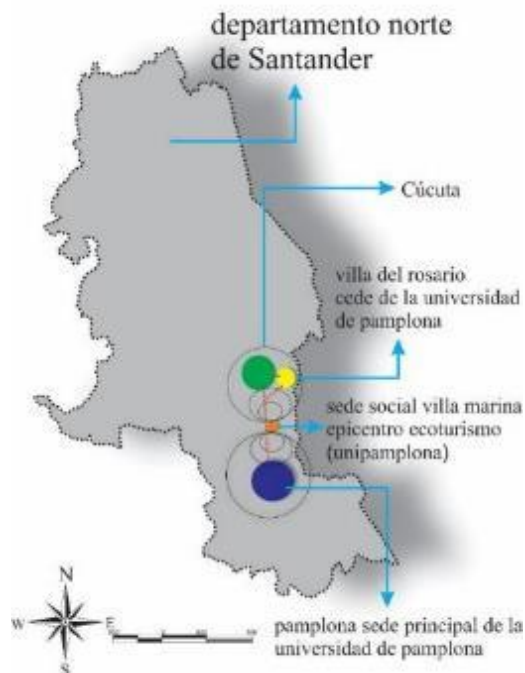 departamento norte
de Santander
Cúcuta
villa del rosario
cede de la universidad
de pamplona
sede social villa marina
epicentro ecoturismo
(unipamplona)
N
W
E
S
pamplona sede principal de la
universidad de pamplona